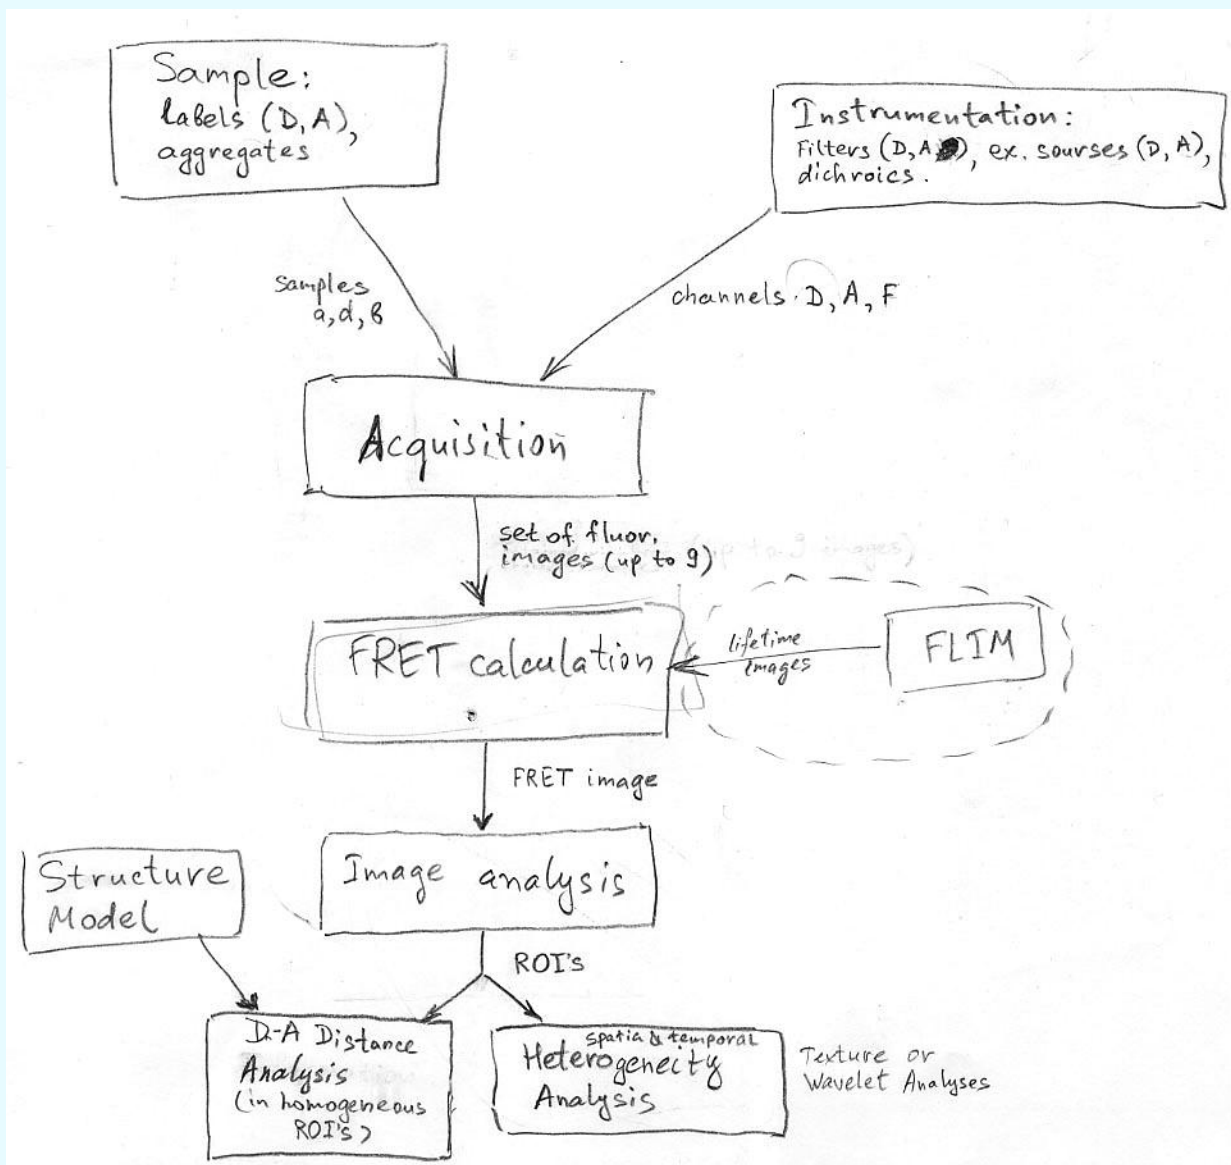 Sample:
labels (D, A),
aggregates
Instrumentation:
Filters (D, A), ex. sourses (D, A),
dichroics.
samples
a, d, b
channels. D, A, F
Acquisition
set of fluor.
images (up to 9)
FRET calculation
lifetime
images
FLIM
FRET image
Image analysis
Structure
Model
ROI's
D-A Distance
Analysis
(in homogeneous
ROI's)
spatia & temporal
Heterogeneity
Analysis
Texture or
Wavelet Analyses